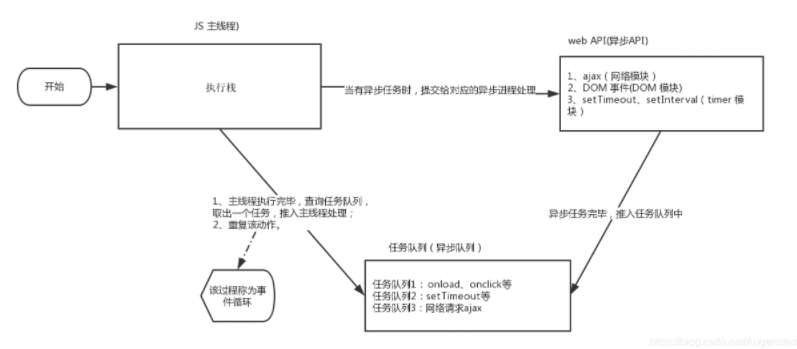 JS 主线程)
web API(异步API)
开始
执行栈
当有异步任务时，提交给对应的异步进程处理
1、ajax（网络模块）
2、DOM 事件(DOM 模块)
3、setTimeout、setInterval（timer 模
块）
1、主线程执行完毕，查询任务队列，
取出一个任务，推入主线程处理；
2、重复该动作。
异步任务完毕，推入任务队列中
任务队列（异步队列）
该过程称为事
件循环
任务队列1：onload、onclick等
任务队列2：setTimeout等
任务队列3：网络请求ajax
https://blog.csdn.net/Augenstein